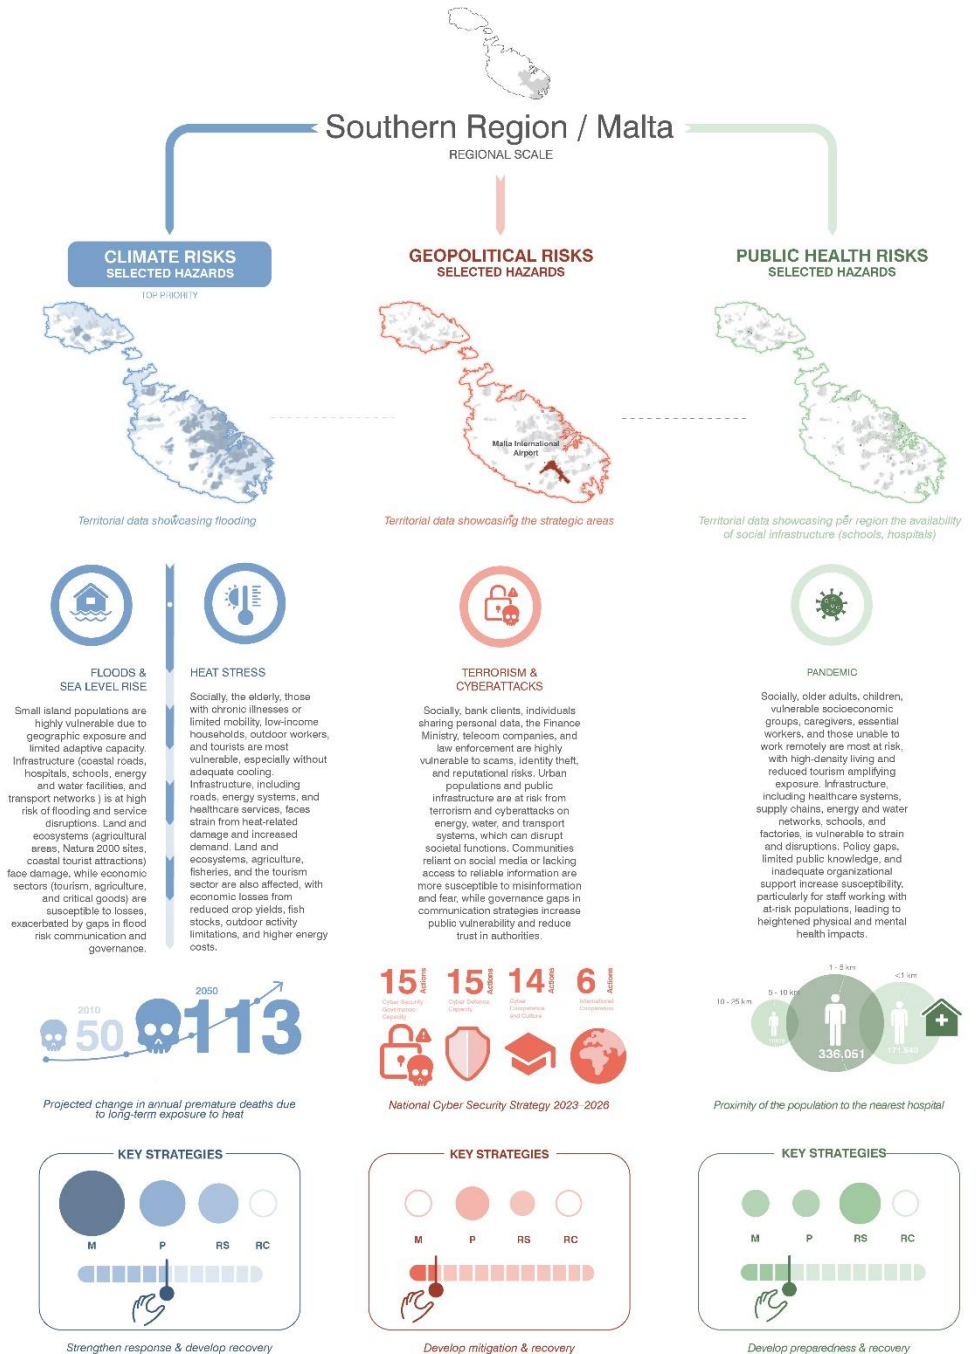 Southern Region / Malta
REGIONAL SCALE
CLIMATE RISKS
SELECTED HAZARDS
TOP PRIORITY
GEOPOLITICAL RISKS
SELECTED HAZARDS
PUBLIC HEALTH RISKS
SELECTED HAZARDS
Malta International
Airport
Territorial data showcasing flooding
Territorial data showcasing the strategic areas
Territorial data showcasing per region the availability
of social infrastructure (schools, hospitals)
FLOODS &
SEA LEVEL RISE
Small island populations are
highly vulnerable due to
geographic exposure and
limited adaptive capacity.
Infrastructure (coastal roads,
hospitals, schools, energy
and water facilities, and
transport networks ) is at high
risk of flooding and service
disruptions. Land and
ecosystems (agricultural
areas, Natura 2000 sites,
coastal tourist attractions)
face damage, while economic
sectors (tourism, agriculture,
and critical goods) are
susceptible to losses,
exacerbated by gaps in flood
risk communication and
governance.
HEAT STRESS
Socially, the elderly, those
with chronic illnesses or
limited mobility, low-income
households, outdoor workers,
and tourists are most
vulnerable, especially without
adequate cooling.
Infrastructure, including
roads, energy systems, and
healthcare services, faces
strain from heat-related
damage and increased
demand. Land and
ecosystems, agriculture,
fisheries, and the tourism
sector are also affected, with
economic losses from
reduced crop yields, fish
stocks, outdoor activity
limitations, and higher energy
costs.
TERRORISM &
CYBERATTACKS
Socially, bank clients, individuals
sharing personal data, the Finance
Ministry, telecom companies, and
law enforcement are highly
vulnerable to scams, identity theft,
and reputational risks. Urban
populations and public
infrastructure are at risk from
terrorism and cyberattacks on
energy, water, and transport
systems, which can disrupt
societal functions. Communities
reliant on social media or lacking
access to reliable information are
more susceptible to misinformation
and fear, while governance gaps in
communication strategies increase
public vulnerability and reduce
trust in authorities.
PANDEMIC
Socially, older adults, children,
vulnerable socioeconomic
groups, caregivers, essential
workers, and those unable to
work remotely are most at risk,
with high-density living and
reduced tourism amplifying
exposure. Infrastructure,
including healthcare systems,
supply chains, energy and water
networks, schools, and
factories, is vulnerable to strain
and disruptions. Policy gaps,
limited public knowledge, and
inadequate organizational
support increase susceptibility,
particularly for staff working with
at-risk populations, leading to
heightened physical and mental
health impacts.
2010
50
2050
113
Projected change in annual premature deaths due
to long-term exposure to heat
15 Actions
Cyber Security
Governance
Capacity
15 Actions
Cyber Defence
Capacity
14 Actions
Cyber
Competence
and Culture
6 Actions
International
Cooperation
National Cyber Security Strategy 2023–2026
10 - 25 km
5 - 10 km
1 - 5 km
<1 km
336.051
Proximity of the population to the nearest hospital
KEY STRATEGIES
M
P
RS
RC
Strengthen response & develop recovery
KEY STRATEGIES
M
P
RS
RC
Develop mitigation & recovery
KEY STRATEGIES
M
P
RS
RC
Develop preparedness & recovery